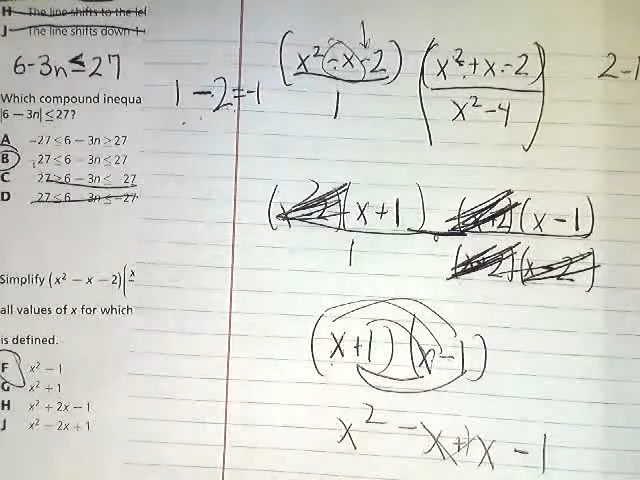 H The line shifts to the lef
J The line shifts down 1
6-3n≤27
Which compound inequa
|6 − 3n| ≤ 27?
A −27 ≤ 6 − 3n ≥ 27
B -27 ≤ 6 − 3n ≤ 27
C 27 ≥ 6 − 3n ≤ 27
D 27 ≤ 6 3n ≤ −27
Simplify (x² − x − 2)(x
all values of x for which
is defined.
F x² − 1
G x² + 1
H x² + 2x − 1
J x² − 2x + 1
1 - 2 = -1
(x² - x - 2) (x² + x - 2) 2-1
1 x² - 4
(x-2)(x+1) (x+2)(x-1)
1 (x+2)(x-2)
(x+1)(x-1)
x² - x + x - 1